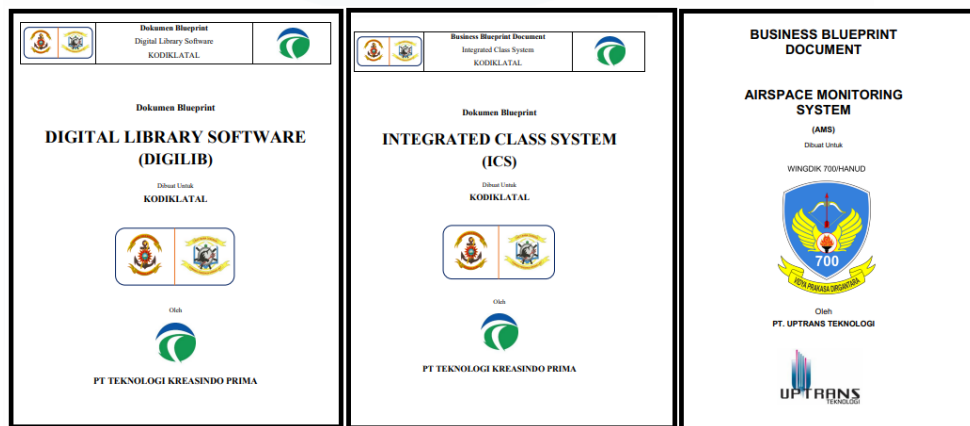 Dokumen Blueprint
Digital Library Software
KODIKLATAL
Dokumen Blueprint
DIGITAL LIBRARY SOFTWARE
(DIGILIB)
Dibuat Untuk
KODIKLATAL
Oleh
PT TEKNOLOGI KREASINDO PRIMA
Business Blueprint Document
Integrated Class System
KODIKLATAL
Dokumen Blueprint
INTEGRATED CLASS SYSTEM
(ICS)
Dibuat Untuk
KODIKLATAL
Oleh
PT TEKNOLOGI KREASINDO PRIMA
BUSINESS BLUEPRINT
DOCUMENT
AIRSPACE MONITORING
SYSTEM
(AMS)
Dibuat Untuk
WINGDIK 700/HANUD
700
VIDYA PRAKASA DIRGANTARA
Oleh
PT. UPTRANS TEKNOLOGI
UPTRANS
TEKNOLOGI